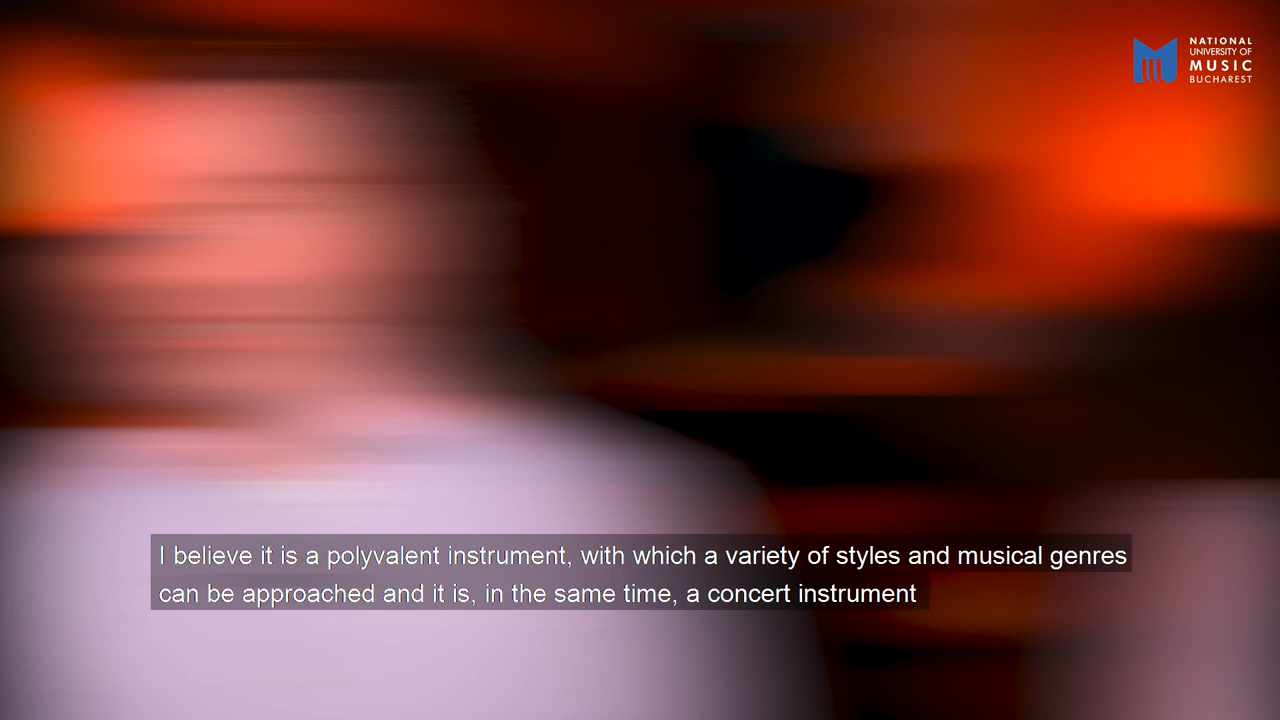 NATIONAL
UNIVERSITY OF
MUSIC
BUCHAREST
I believe it is a polyvalent instrument, with which a variety of styles and musical genres
can be approached and it is, in the same time, a concert instrument